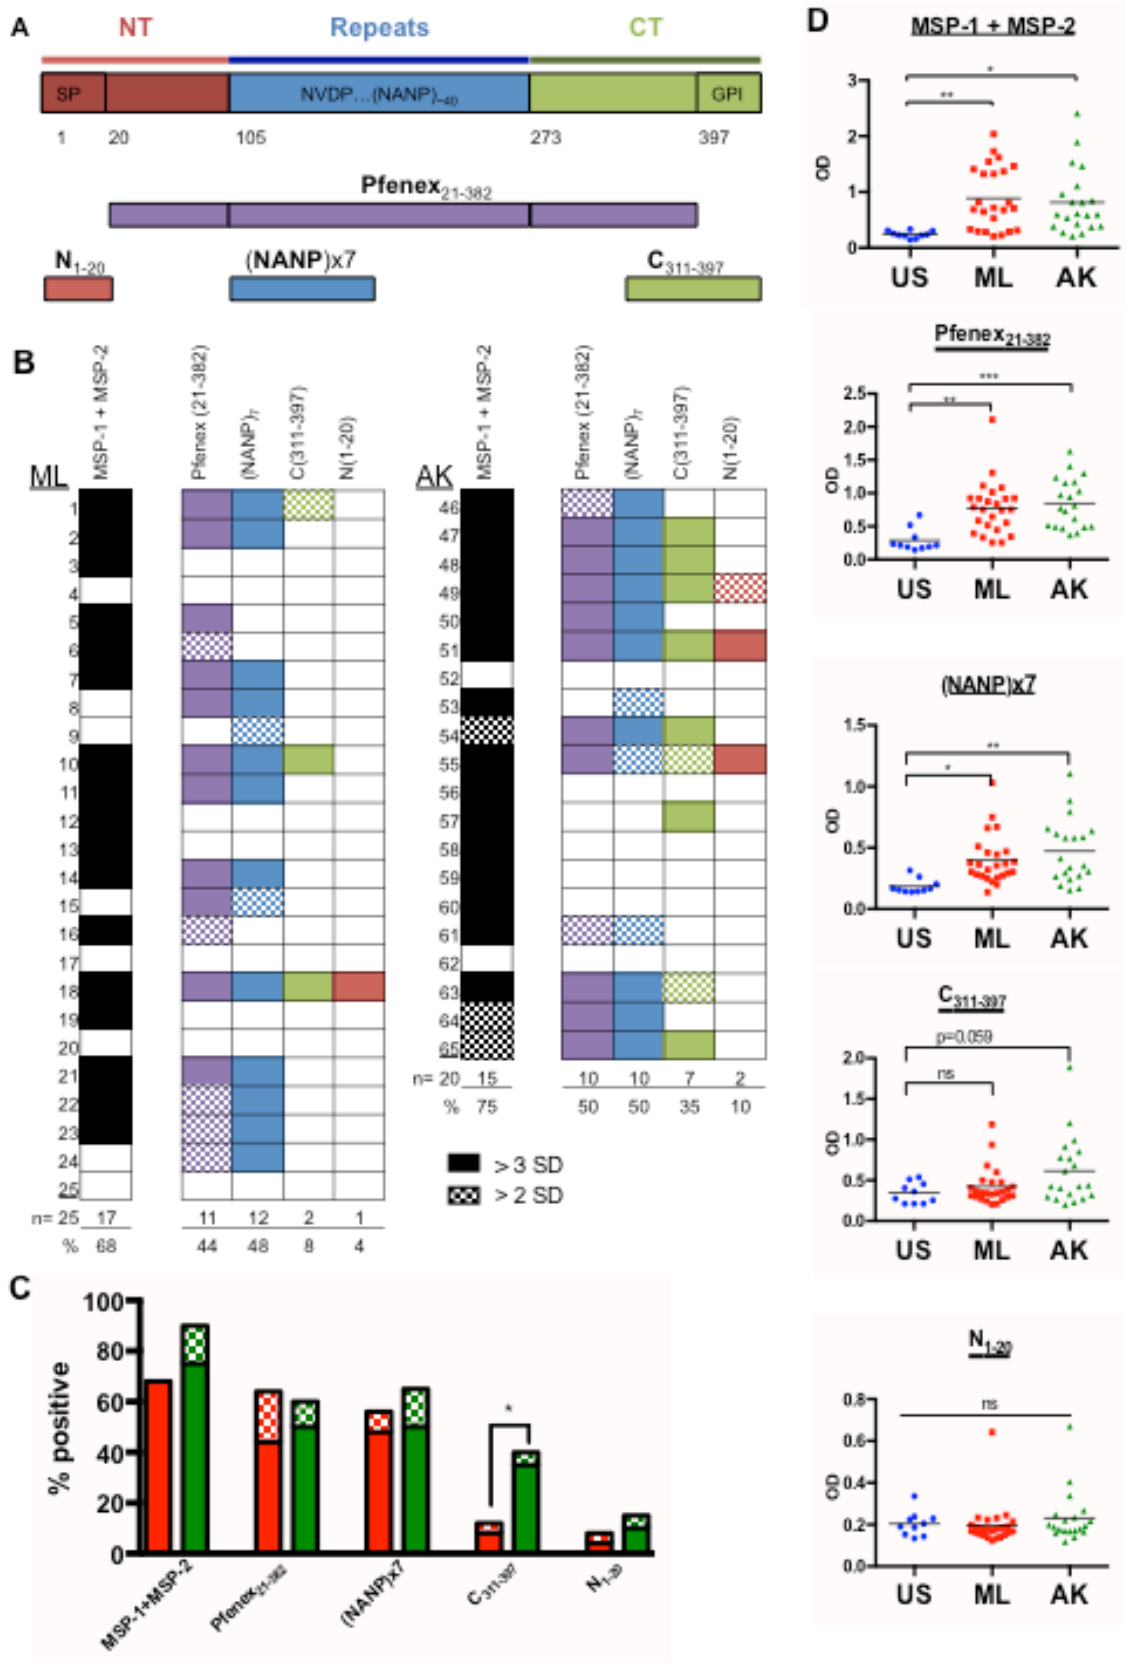 A
NT Repeats CT
SP NVDP...(NANP)~40 GPI
1 20 105 273 397
Pfenex21-382
N1-20 (NANP)x7 C311-397
B
ML
MSP-1 + MSP-2
Pfenex (21-382)
(NANP)7
C(311-397)
N(1-20)
1
2
3
4
5
6
7
8
9
10
11
12
13
14
15
16
17
18
19
20
21
22
23
24
25
n= 25 17 11 12 2 1
% 68 44 48 8 4
AK
MSP-1 + MSP-2
Pfenex (21-382)
(NANP)7
C(311-397)
N(1-20)
46
47
48
49
50
51
52
53
54
55
56
57
58
59
60
61
62
63
64
65
n= 20 15 10 10 7 2
% 75 50 50 35 10
> 3 SD
> 2 SD
C
% positive
100
80
60
40
20
0
*
MSP-1+MSP-2
Pfenex21-382
(NANP)x7
C311-397
N1-20
D
MSP-1 + MSP-2
OD
3
2
1
0
*
**
US ML AK
Pfenex21-382
OD
2.5
2.0
1.5
1.0
0.5
0.0
***
**
US ML AK
(NANP)x7
OD
1.5
1.0
0.5
0.0
**
*
US ML AK
C311-397
OD
2.0
1.5
1.0
0.5
0.0
p=0.059
ns
US ML AK
N1-20
OD
0.8
0.6
0.4
0.2
0.0
ns
US ML AK